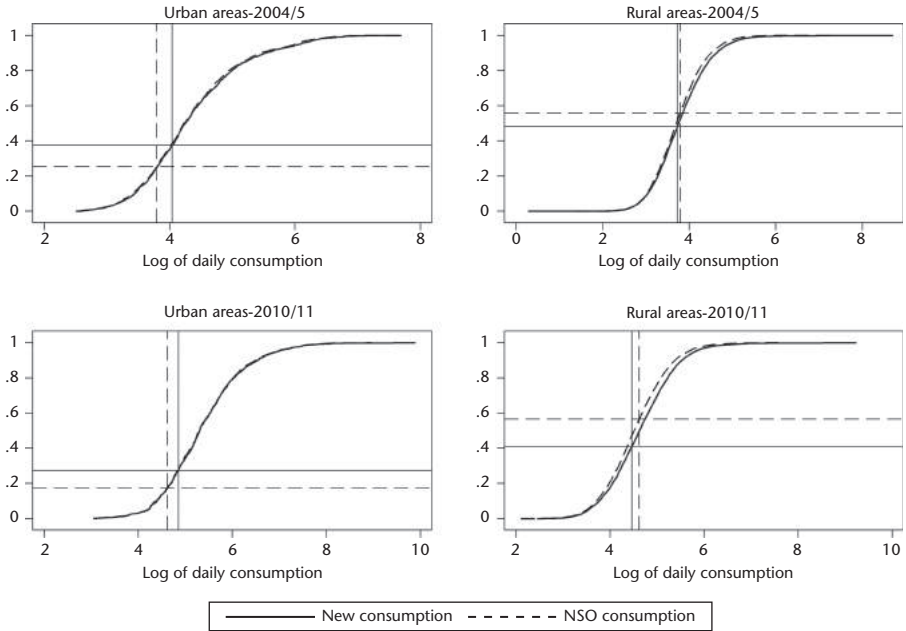 Urban areas-2004/5
1
.8
.6
.4
.2
0
2 4 6 8
Log of daily consumption
Rural areas-2004/5
1
.8
.6
.4
.2
0
0 2 4 6 8
Log of daily consumption
Urban areas-2010/11
1
.8
.6
.4
.2
0
2 4 6 8 10
Log of daily consumption
Rural areas-2010/11
1
.8
.6
.4
.2
0
2 4 6 8 10
Log of daily consumption
New consumption NSO consumption